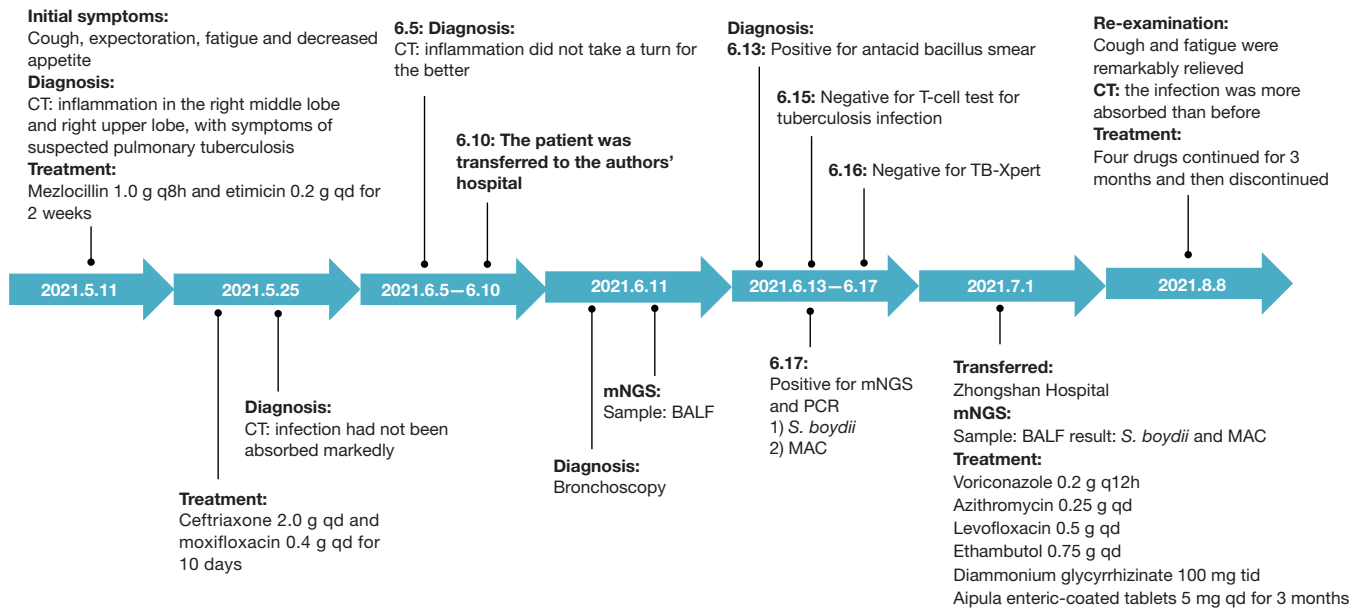 Initial symptoms:
Cough, expectoration, fatigue and decreased
appetite
Diagnosis:
CT: inflammation in the right middle lobe
and right upper lobe, with symptoms of
suspected pulmonary tuberculosis
Treatment:
Mezlocillin 1.0 g q8h and etimicin 0.2 g qd for
2 weeks
6.5: Diagnosis:
CT: inflammation did not take a turn for
the better
6.10: The patient was
transferred to the authors’
hospital
Diagnosis:
6.13: Positive for antacid bacillus smear
6.15: Negative for T-cell test for
tuberculosis infection
6.16: Negative for TB-Xpert
Re-examination:
Cough and fatigue were
remarkably relieved
CT: the infection was more
absorbed than before
Treatment:
Four drugs continued for 3
months and then discontinued
2021.5.11
2021.5.25
2021.6.5—6.10
2021.6.11
2021.6.13—6.17
2021.7.1
2021.8.8
Treatment:
Ceftriaxone 2.0 g qd and
moxifloxacin 0.4 g qd for
10 days
Diagnosis:
CT: infection had not been
absorbed markedly
Diagnosis:
Bronchoscopy
mNGS:
Sample: BALF
6.17:
Positive for mNGS
and PCR
1) S. boydii
2) MAC
Transferred:
Zhongshan Hospital
mNGS:
Sample: BALF result: S. boydii and MAC
Treatment:
Voriconazole 0.2 g q12h
Azithromycin 0.25 g qd
Levofloxacin 0.5 g qd
Ethambutol 0.75 g qd
Diammonium glycyrrhizinate 100 mg tid
Aipula enteric-coated tablets 5 mg qd for 3 months